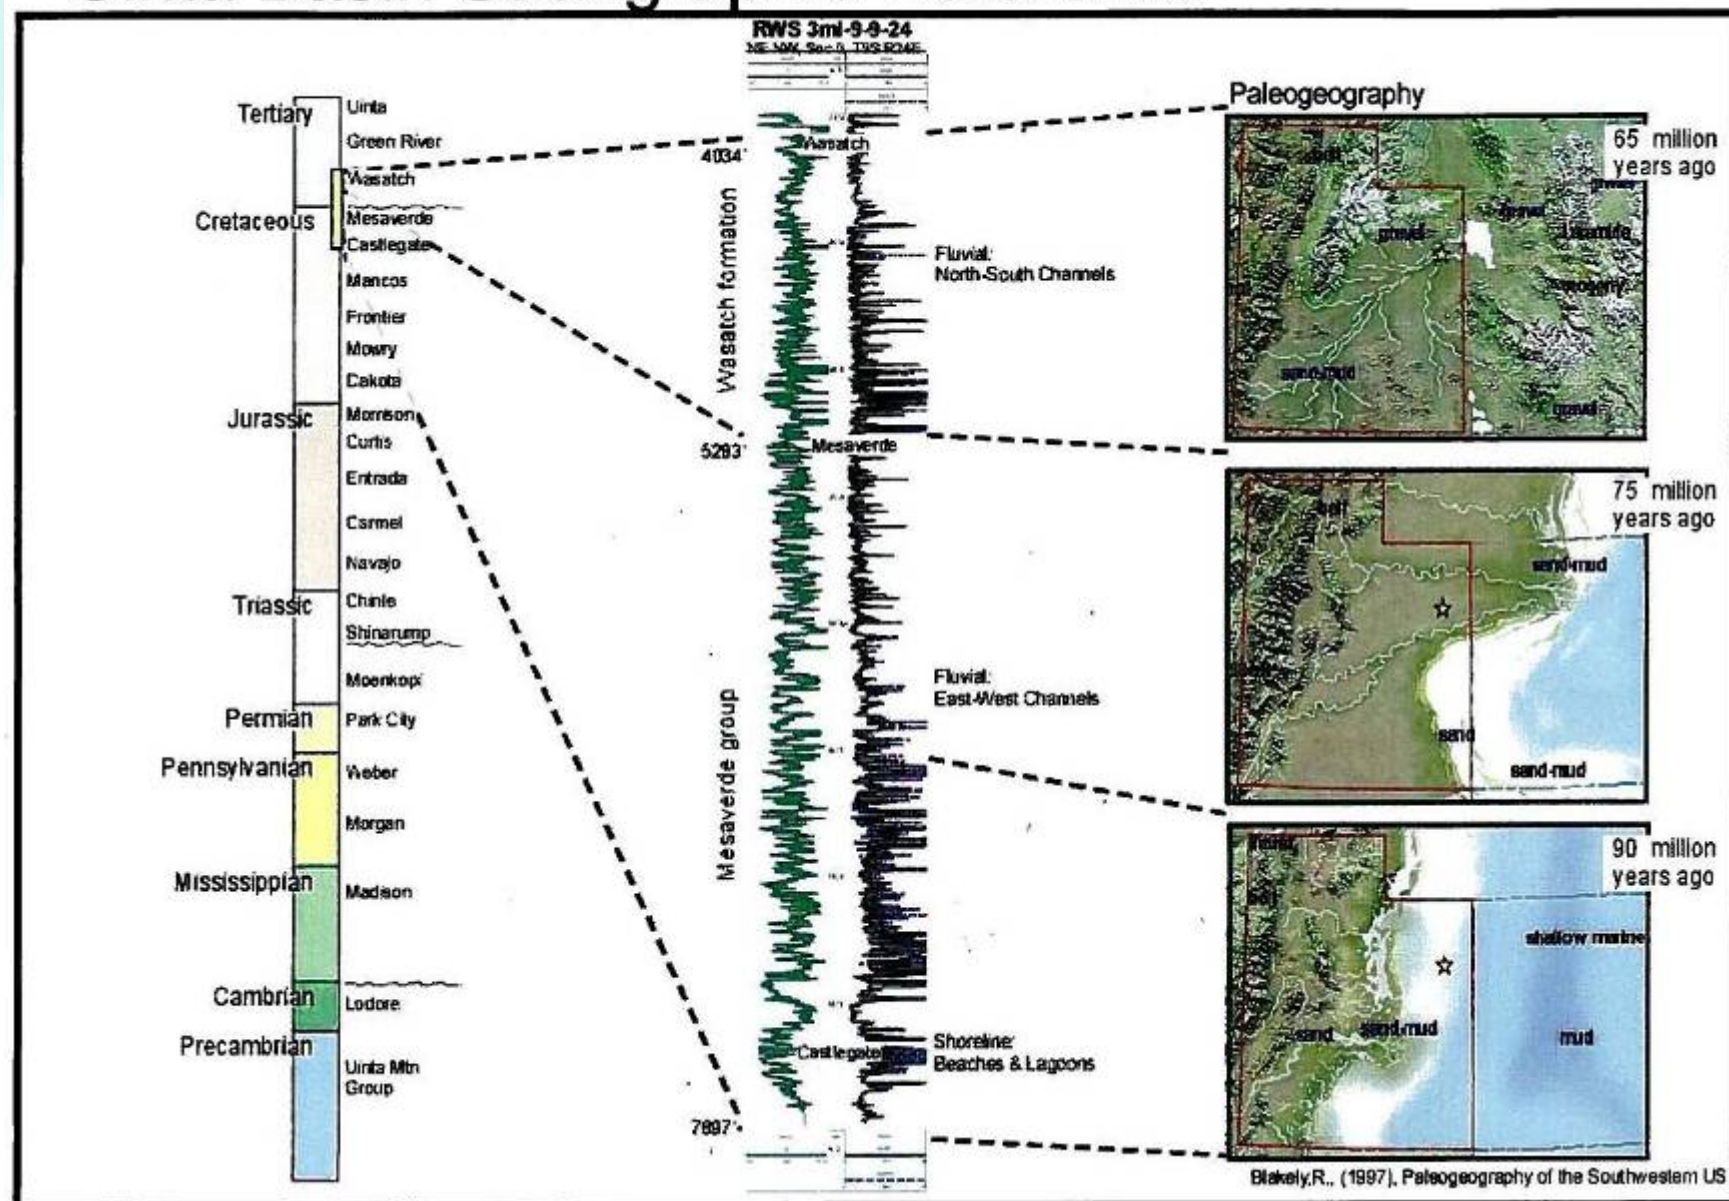 RWS 3ml-9-9-24
Tertiary
Uinta
Green River
Wasatch
Cretaceous
Mesaverde
Castlegate
Mancos
Frontier
Mowry
Dakota
Jurassic
Morrison
Curtis
Entrada
Carmel
Navajo
Triassic
Chinle
Shinarump
Moenkopi
Permian
Park City
Pennsylvanian
Weber
Morgan
Mississippian
Madison
Cambrian
Lodore
Precambrian
Uinta Mtn
Group
4034'
Wasatch
Wasatch formation
Fluvial:
North-South Channels
5293'
Mesaverde
Mesaverde group
Fluvial:
East-West Channels
Castlegate
Shoreline:
Beaches & Lagoons
7897'
Paleogeography
65 million
years ago
gravel
gravel
Laramide
sand-mud
gravel
75 million
years ago
belt
sand-mud
sand
sand-mud
90 million
years ago
belt
shallow marine
sand
sand-mud
mud
Blakely,R., (1997), Paleogeography of the Southwestern US